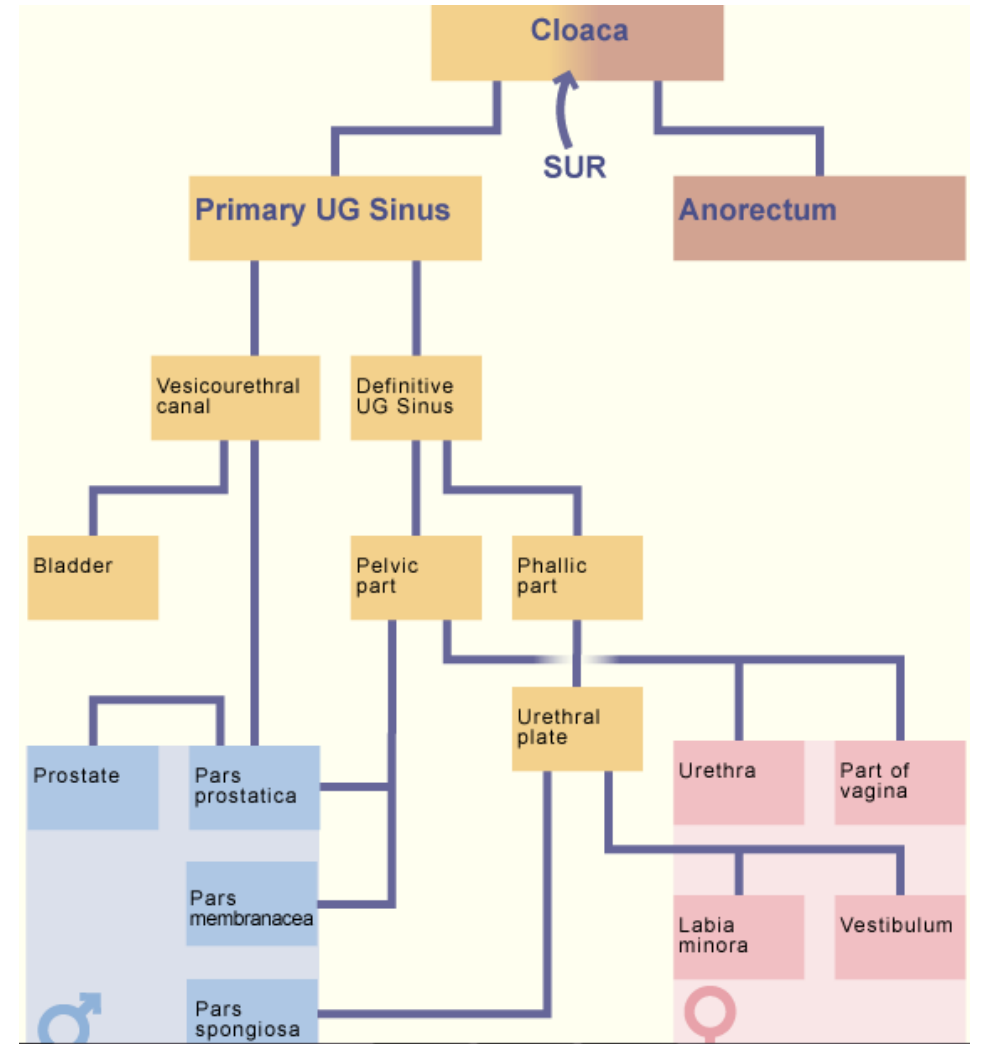 Cloaca
SUR
Primary UG Sinus
Anorectum
Vesicourethral
canal
Definitive
UG Sinus
Bladder
Pelvic
part
Phallic
part
Urethral
plate
Prostate
Pars
prostatica
Urethra
Part of
vagina
Pars
membranacea
Labia
minora
Vestibulum
Pars
spongiosa